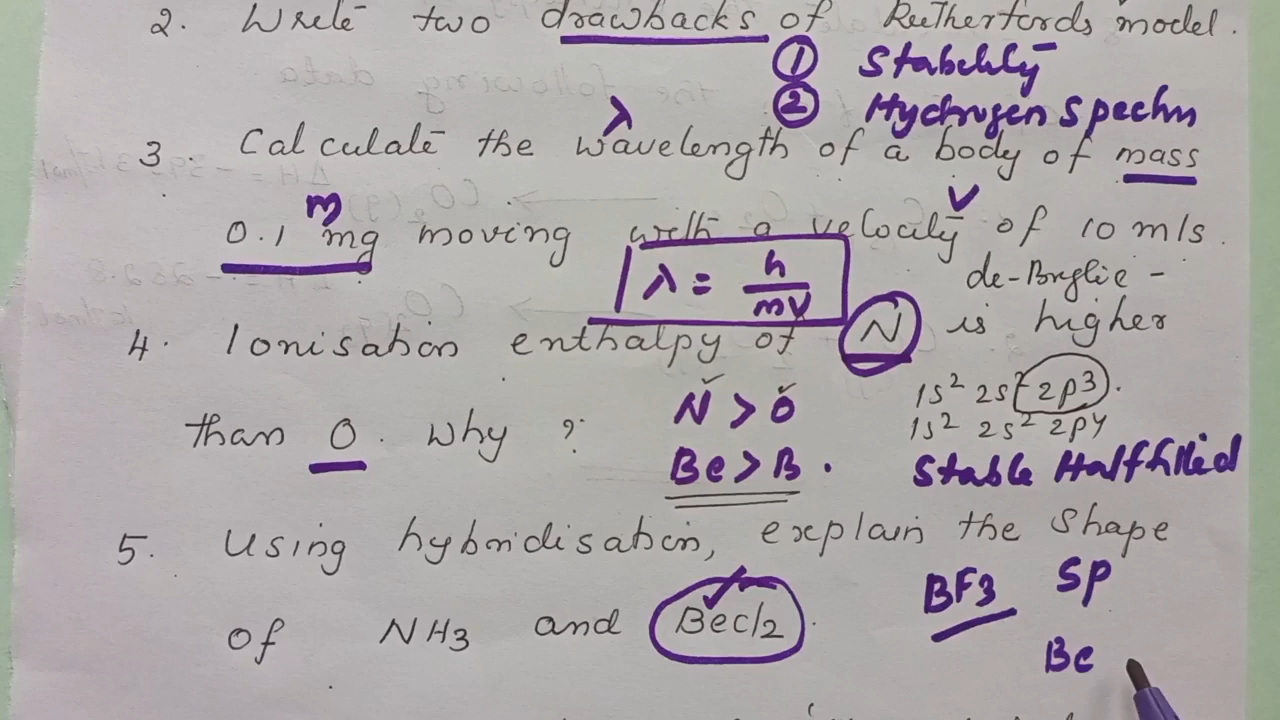 2. Write two drawbacks of Rutherfords model.
① Stability
② Hydrogen Spectru
λ
3. Calculate the wavelength of a body of mass
m v
0.1 mg moving with a velocity of 10 m/s.
λ = h/mv de-Broglie -
4. Ionisation enthalpy of N is higher
N > O 1s² 2s² 2p³.
1s² 2s² 2p⁴
than O. Why ?
Be > B. Stable Halffilled
5. Using hybridisation, explain the shape
BF3 SP
of NH3 and Becl2.
Be